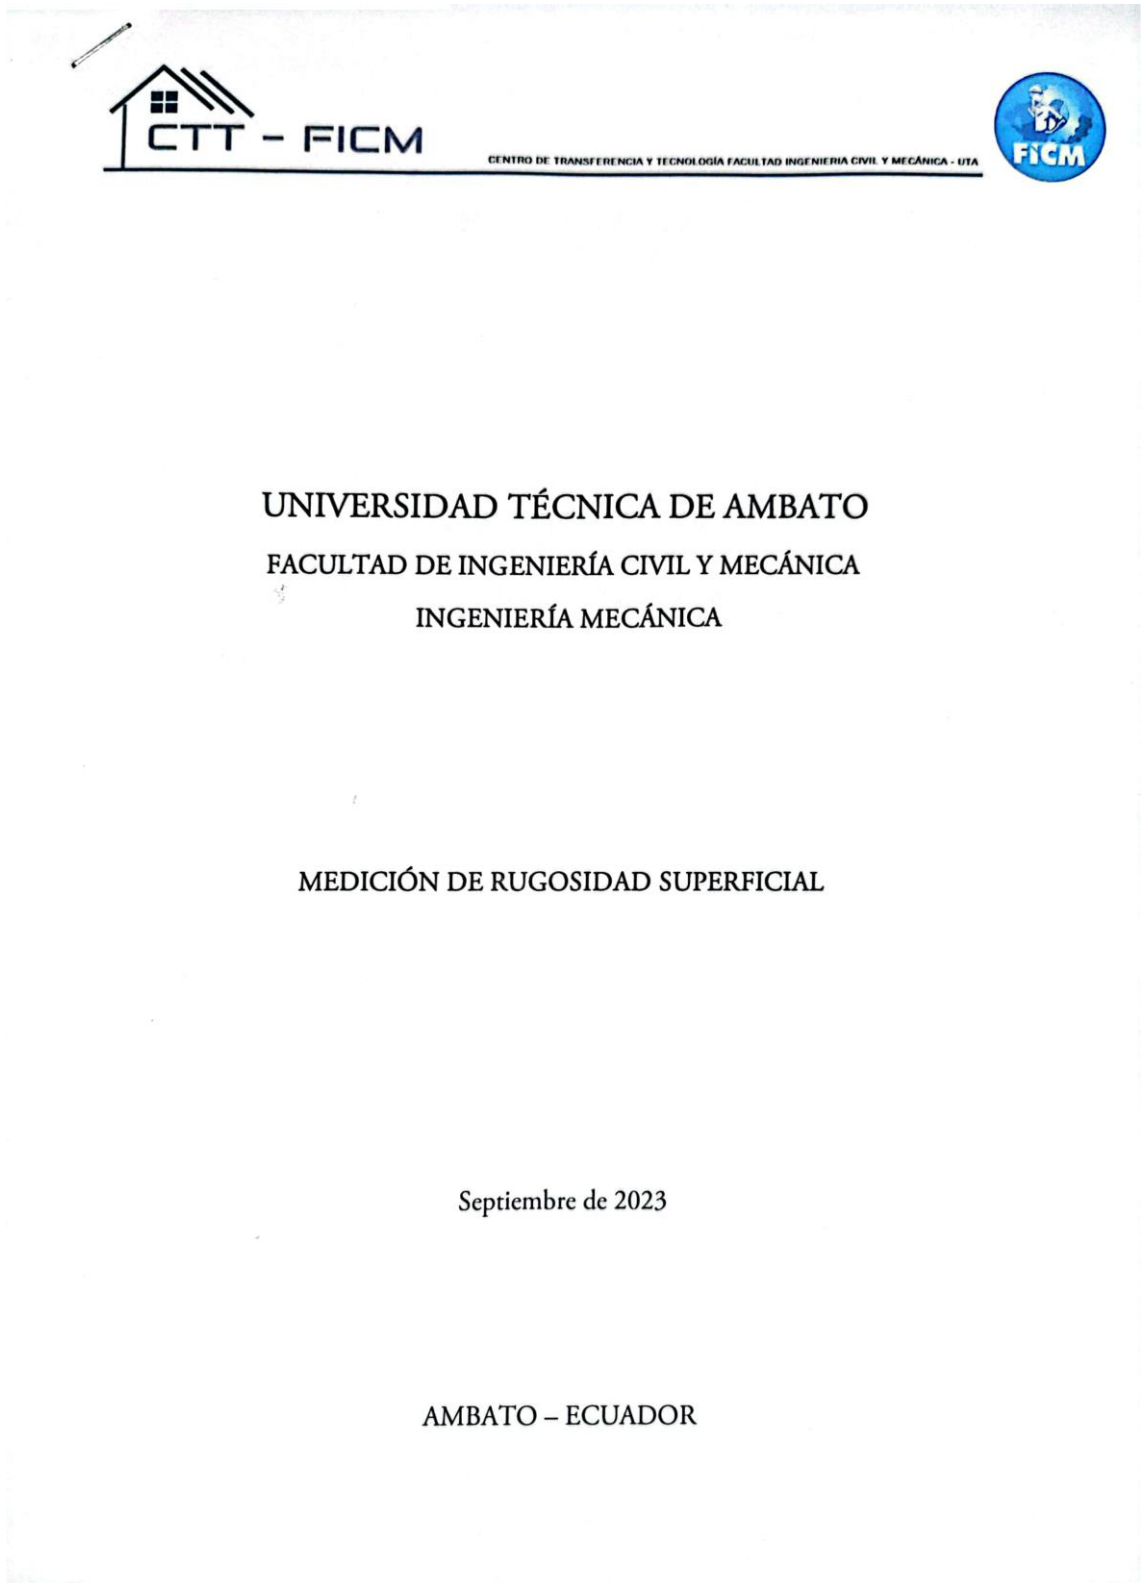 CTT - FICM
CENTRO DE TRANSFERENCIA Y TECNOLOGÍA FACULTAD INGENIERIA CIVIL Y MECÁNICA - UTA
FICM
UNIVERSIDAD TÉCNICA DE AMBATO
FACULTAD DE INGENIERÍA CIVIL Y MECÁNICA
INGENIERÍA MECÁNICA
MEDICIÓN DE RUGOSIDAD SUPERFICIAL
Septiembre de 2023
AMBATO – ECUADOR